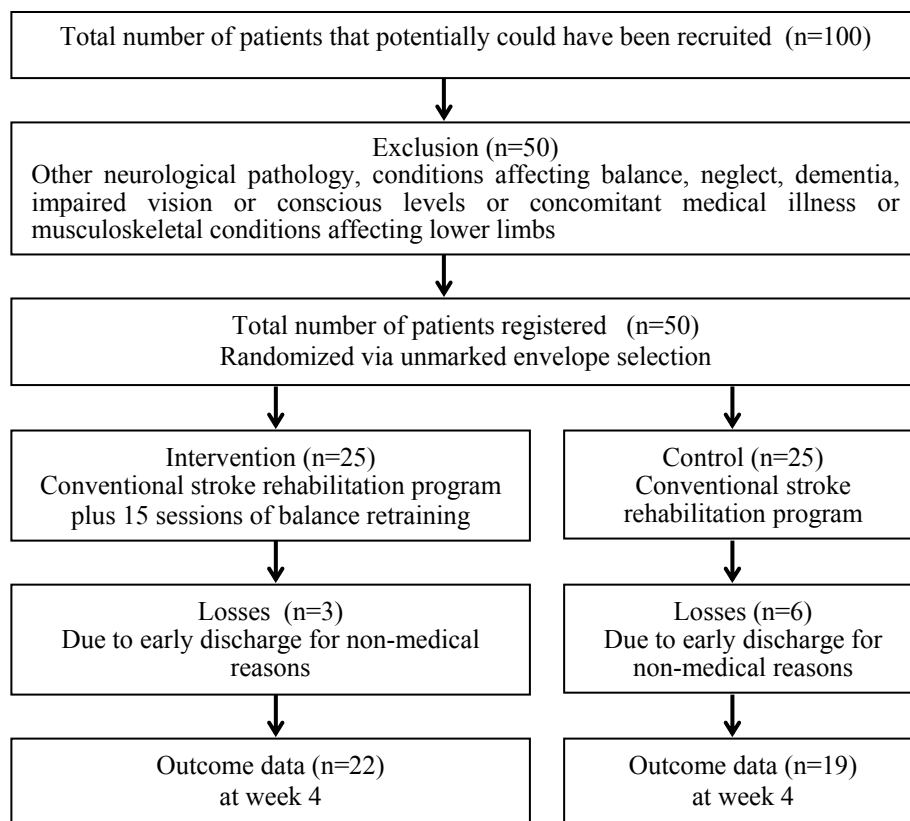 Total number of patients that potentially could have been recruited (n=100)
Exclusion (n=50)
Other neurological pathology, conditions affecting balance, neglect, dementia,
impaired vision or conscious levels or concomitant medical illness or
musculoskeletal conditions affecting lower limbs
Total number of patients registered (n=50)
Randomized via unmarked envelope selection
Intervention (n=25)
Conventional stroke rehabilitation program
plus 15 sessions of balance retraining
Control (n=25)
Conventional stroke
rehabilitation program
Losses (n=3)
Due to early discharge for non-medical
reasons
Losses (n=6)
Due to early discharge for
non-medical reasons
Outcome data (n=22)
at week 4
Outcome data (n=19)
at week 4